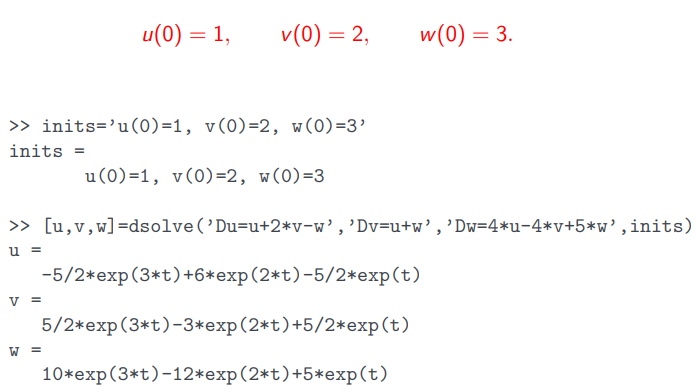 u(0) = 1, v(0) = 2, w(0) = 3.
>> inits='u(0)=1, v(0)=2, w(0)=3'
inits =
u(0)=1, v(0)=2, w(0)=3
>> [u,v,w]=dsolve('Du=u+2*v-w','Dv=u+w','Dw=4*u-4*v+5*w',inits)
u =
-5/2*exp(3*t)+6*exp(2*t)-5/2*exp(t)
v =
5/2*exp(3*t)-3*exp(2*t)+5/2*exp(t)
w =
10*exp(3*t)-12*exp(2*t)+5*exp(t)